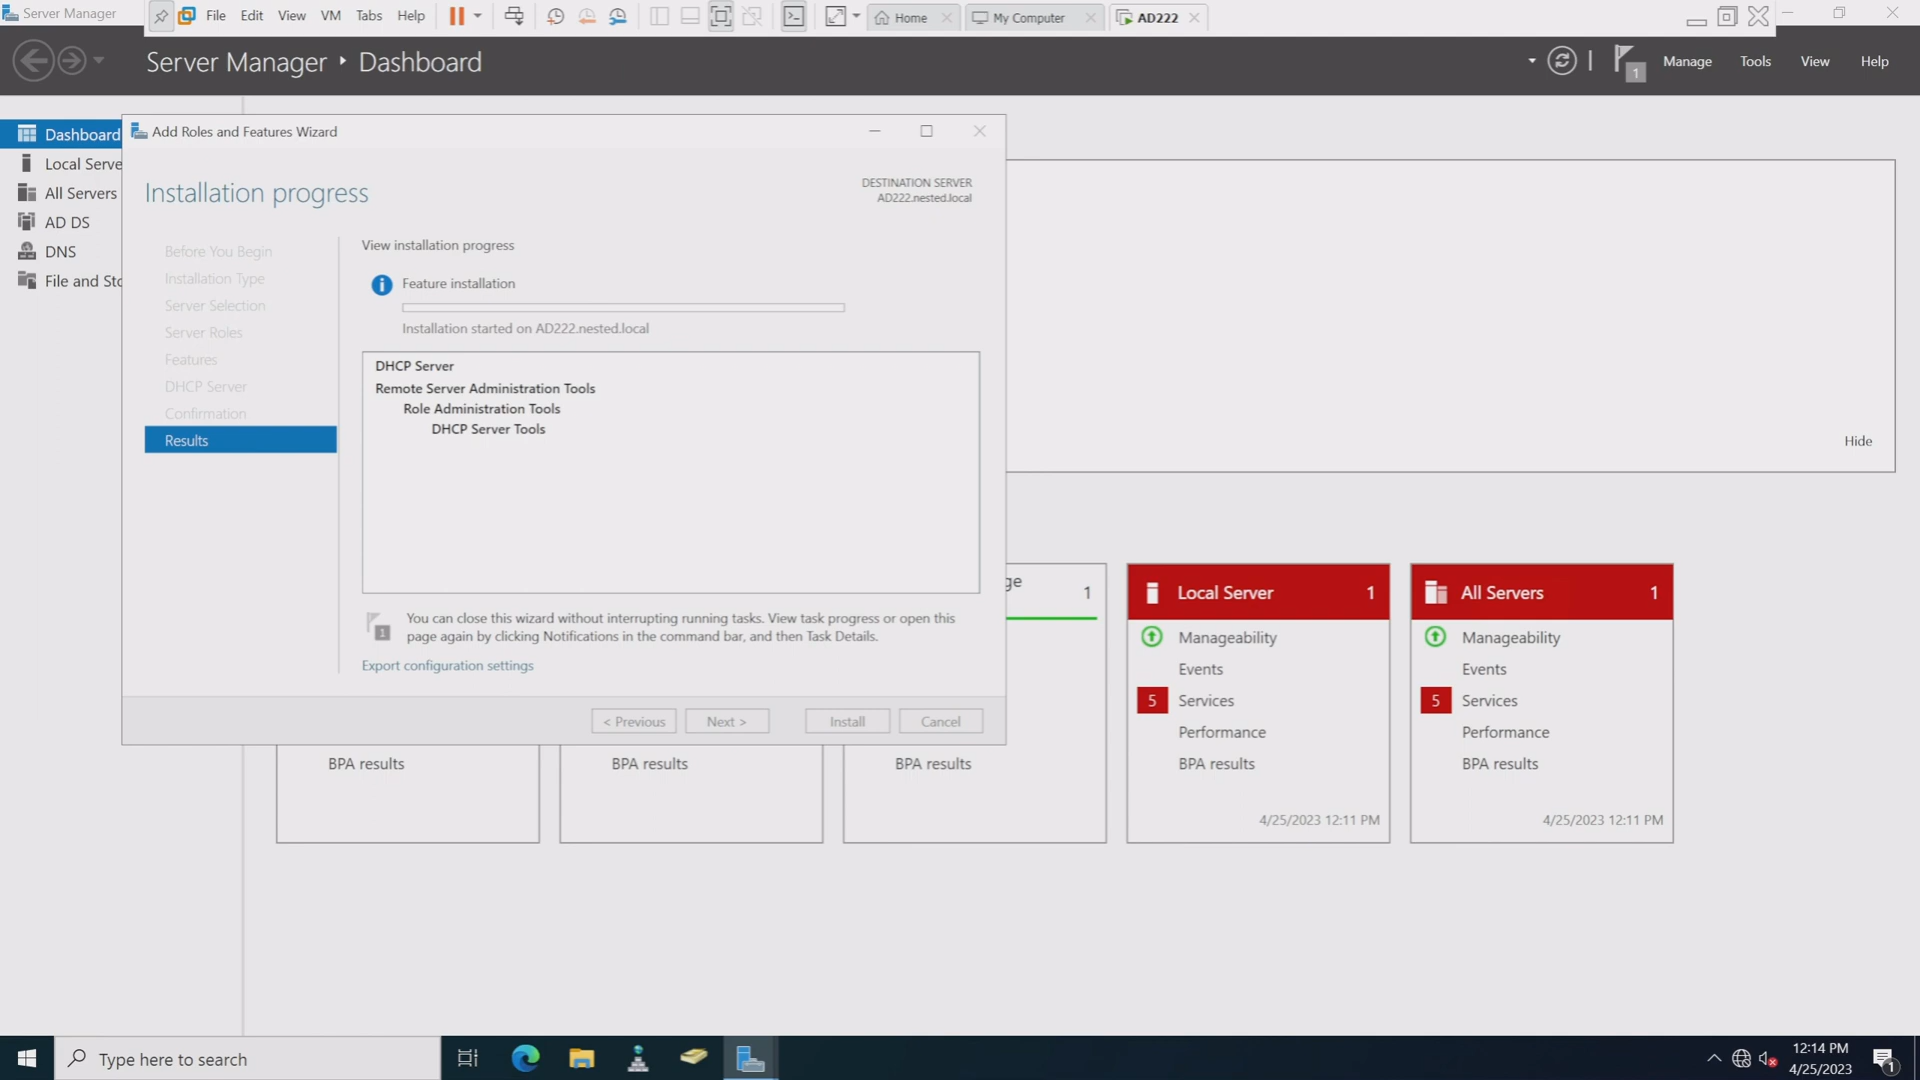 Server Manager
File Edit View VM Tabs Help
Home
My Computer
AD222
Server Manager ‣ Dashboard
1
Manage Tools View Help
Dashboard
Local Serve
All Servers
AD DS
DNS
File and Sto
Add Roles and Features Wizard
Installation progress
DESTINATION SERVER
AD222.nested.local
Before You Begin
Installation Type
Server Selection
Server Roles
Features
DHCP Server
Confirmation
Results
View installation progress
Feature installation
Installation started on AD222.nested.local
DHCP Server
Remote Server Administration Tools
Role Administration Tools
DHCP Server Tools
1
You can close this wizard without interrupting running tasks. View task progress or open this
page again by clicking Notifications in the command bar, and then Task Details.
Export configuration settings
< Previous
Next >
Install
Cancel
Hide
BPA results
BPA results
ge 1
BPA results
Local Server 1
Manageability
Events
5 Services
Performance
BPA results
4/25/2023 12:11 PM
All Servers 1
Manageability
Events
5 Services
Performance
BPA results
4/25/2023 12:11 PM
Type here to search
12:14 PM
4/25/2023
1